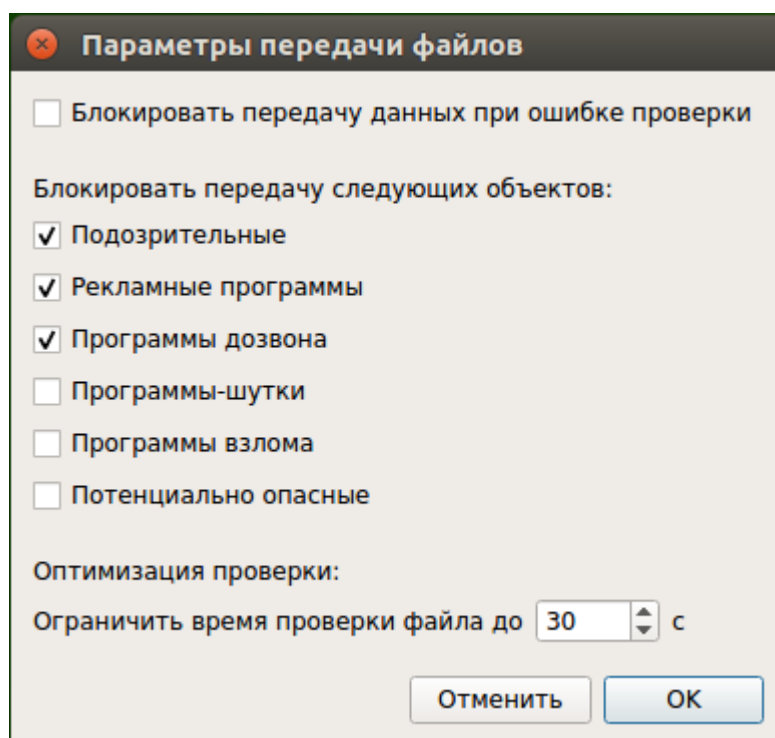 Параметры передачи файлов
Блокировать передачу данных при ошибке проверки
Блокировать передачу следующих объектов:
Подозрительные
Рекламные программы
Программы дозвона
Программы-шутки
Программы взлома
Потенциально опасные
Оптимизация проверки:
Ограничить время проверки файла до 30 с
Отменить OK